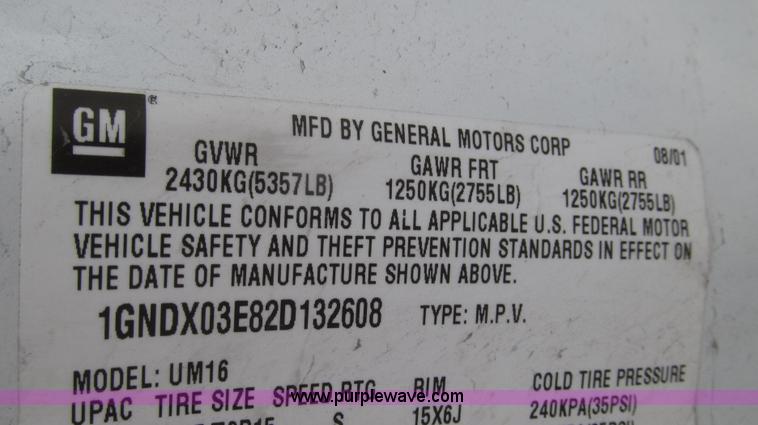 GM®
MFD BY GENERAL MOTORS CORP 08/01
GVWR GAWR FRT GAWR RR
2430KG(5357LB) 1250KG(2755LB) 1250KG(2755LB)
THIS VEHICLE CONFORMS TO ALL APPLICABLE U.S. FEDERAL MOTOR
VEHICLE SAFETY AND THEFT PREVENTION STANDARDS IN EFFECT ON
THE DATE OF MANUFACTURE SHOWN ABOVE.
1GNDX03E82D132608 TYPE: M.P.V.
MODEL: UM16
UPAC TIRE SIZE SPEED RTG RIM COLD TIRE PRESSURE
www.purplewave.com
S 15X6J 240KPA(35PSI)